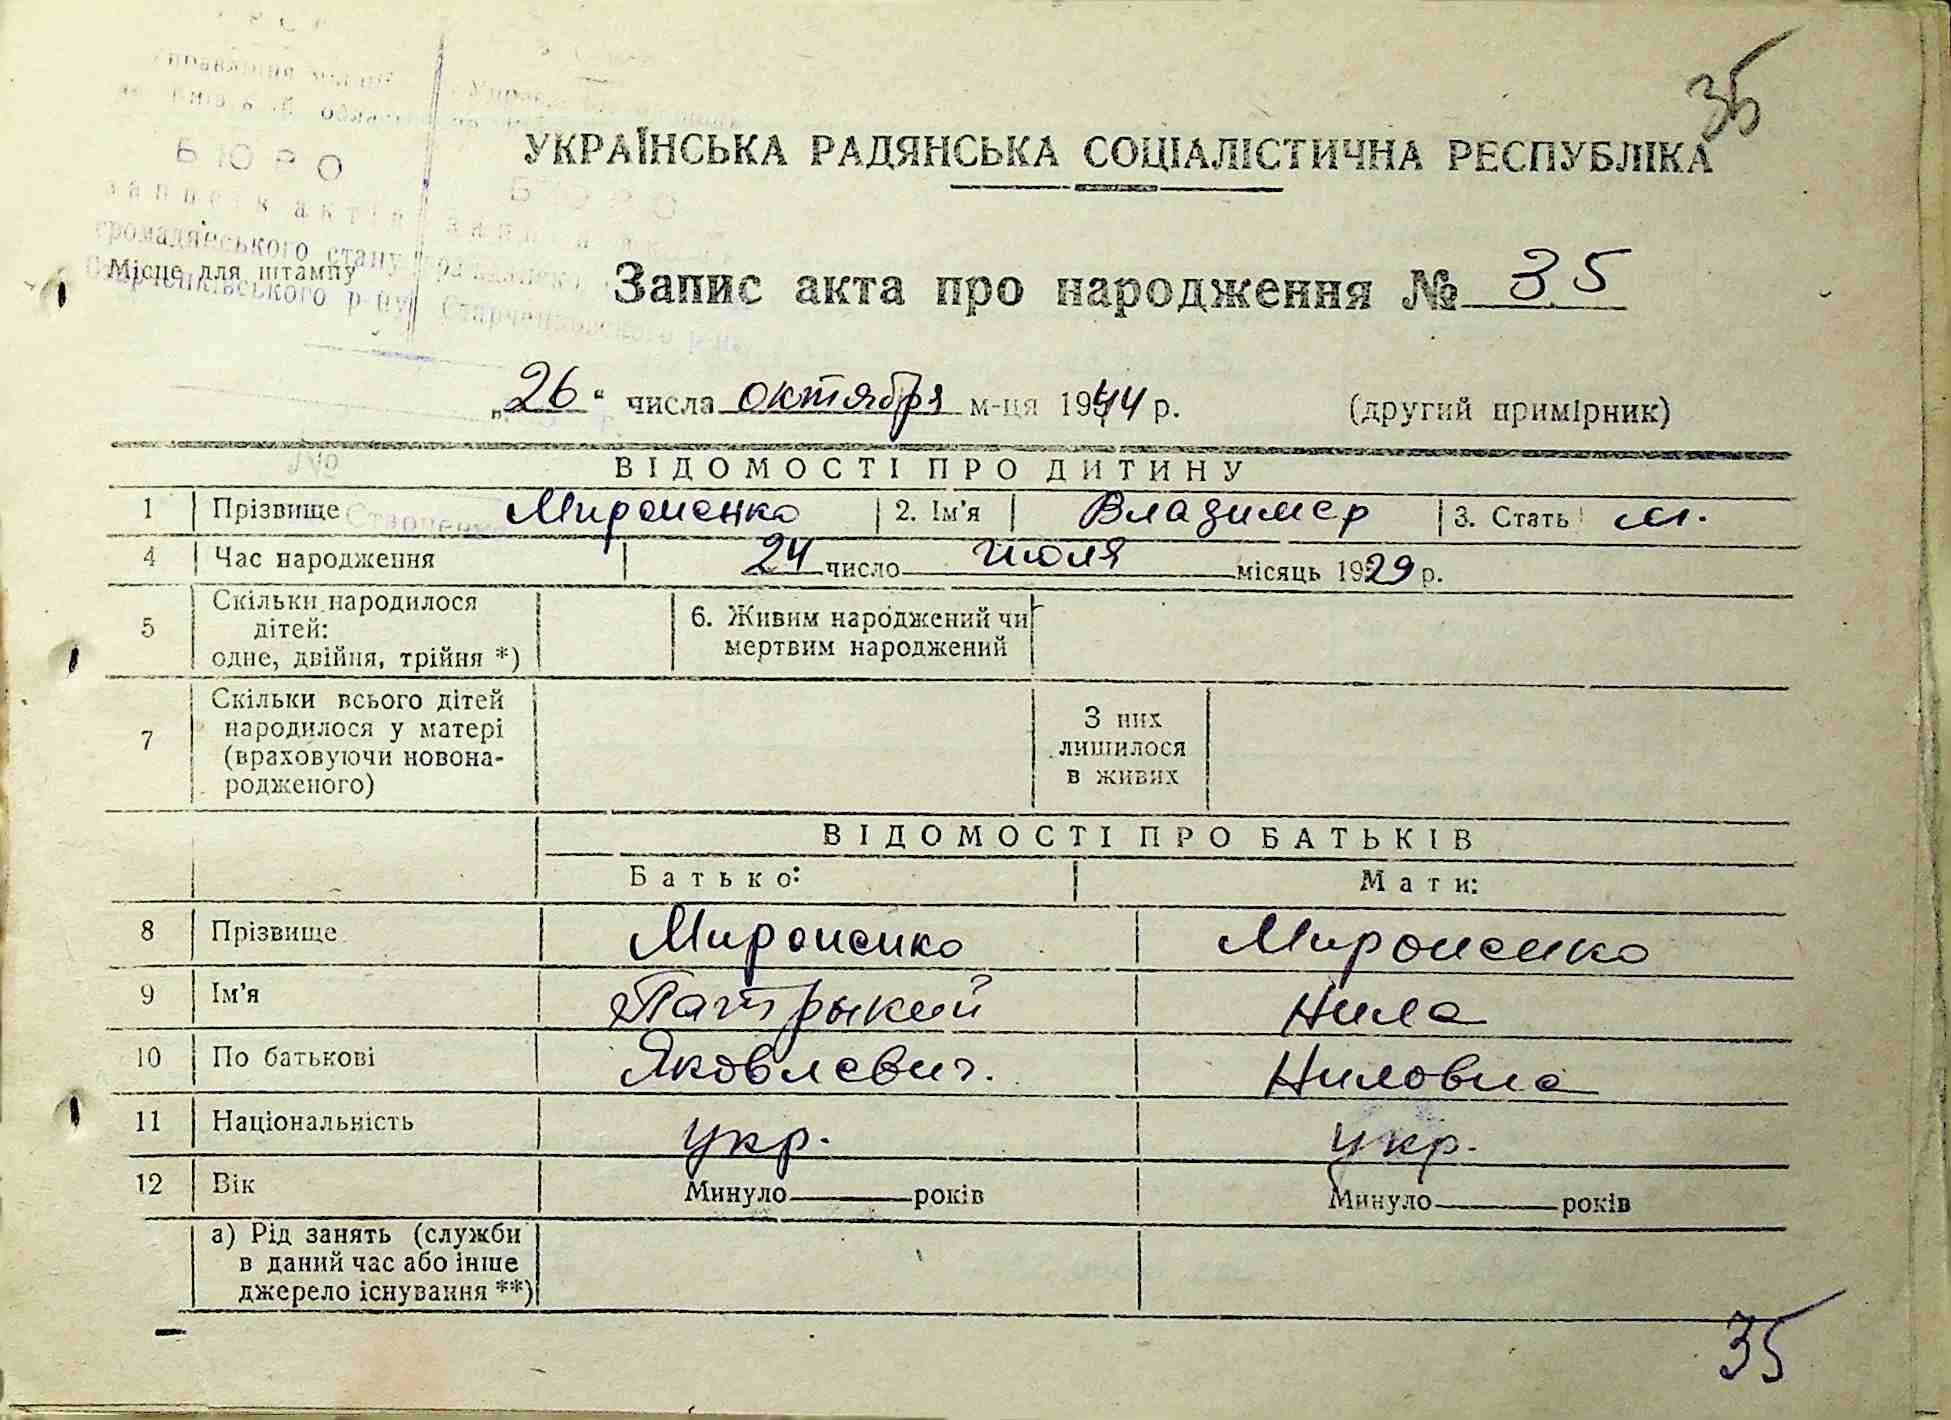 35
УКРАЇНСЬКА РАДЯНСЬКА СОЦІАЛІСТИЧНА РЕСПУБЛІКА
БЮРО
громадянського стану
Місце для штампу
Запис акта про народження № 35
„26“ числа октября м-ця 1944 р. (другий примірник)
ВІДОМОСТІ ПРО ДИТИНУ
1 Прізвище Мироненко 2. Ім'я Владимер 3. Стать м.
4 Час народження 24 число июля місяць 1929 р.
5 Скільки народилося
дітей:
одне, двійня, трійня *)
6. Живим народжений чи
мертвим народжений
7 Скільки всього дітей
народилося у матері
(враховуючи новона-
родженого)
З них
лишилося
в живих
ВІДОМОСТІ ПРО БАТЬКІВ
Батько: Мати:
8 Прізвище Мироненко Мироненко
9 Ім'я Патрыкей Нила
10 По батькові Яковлевич. Ниловна
11 Національність укр. укр.
12 Вік Минуло років Минуло років
а) Рід занять (служби
в даний час або інше
джерело існування **)
35